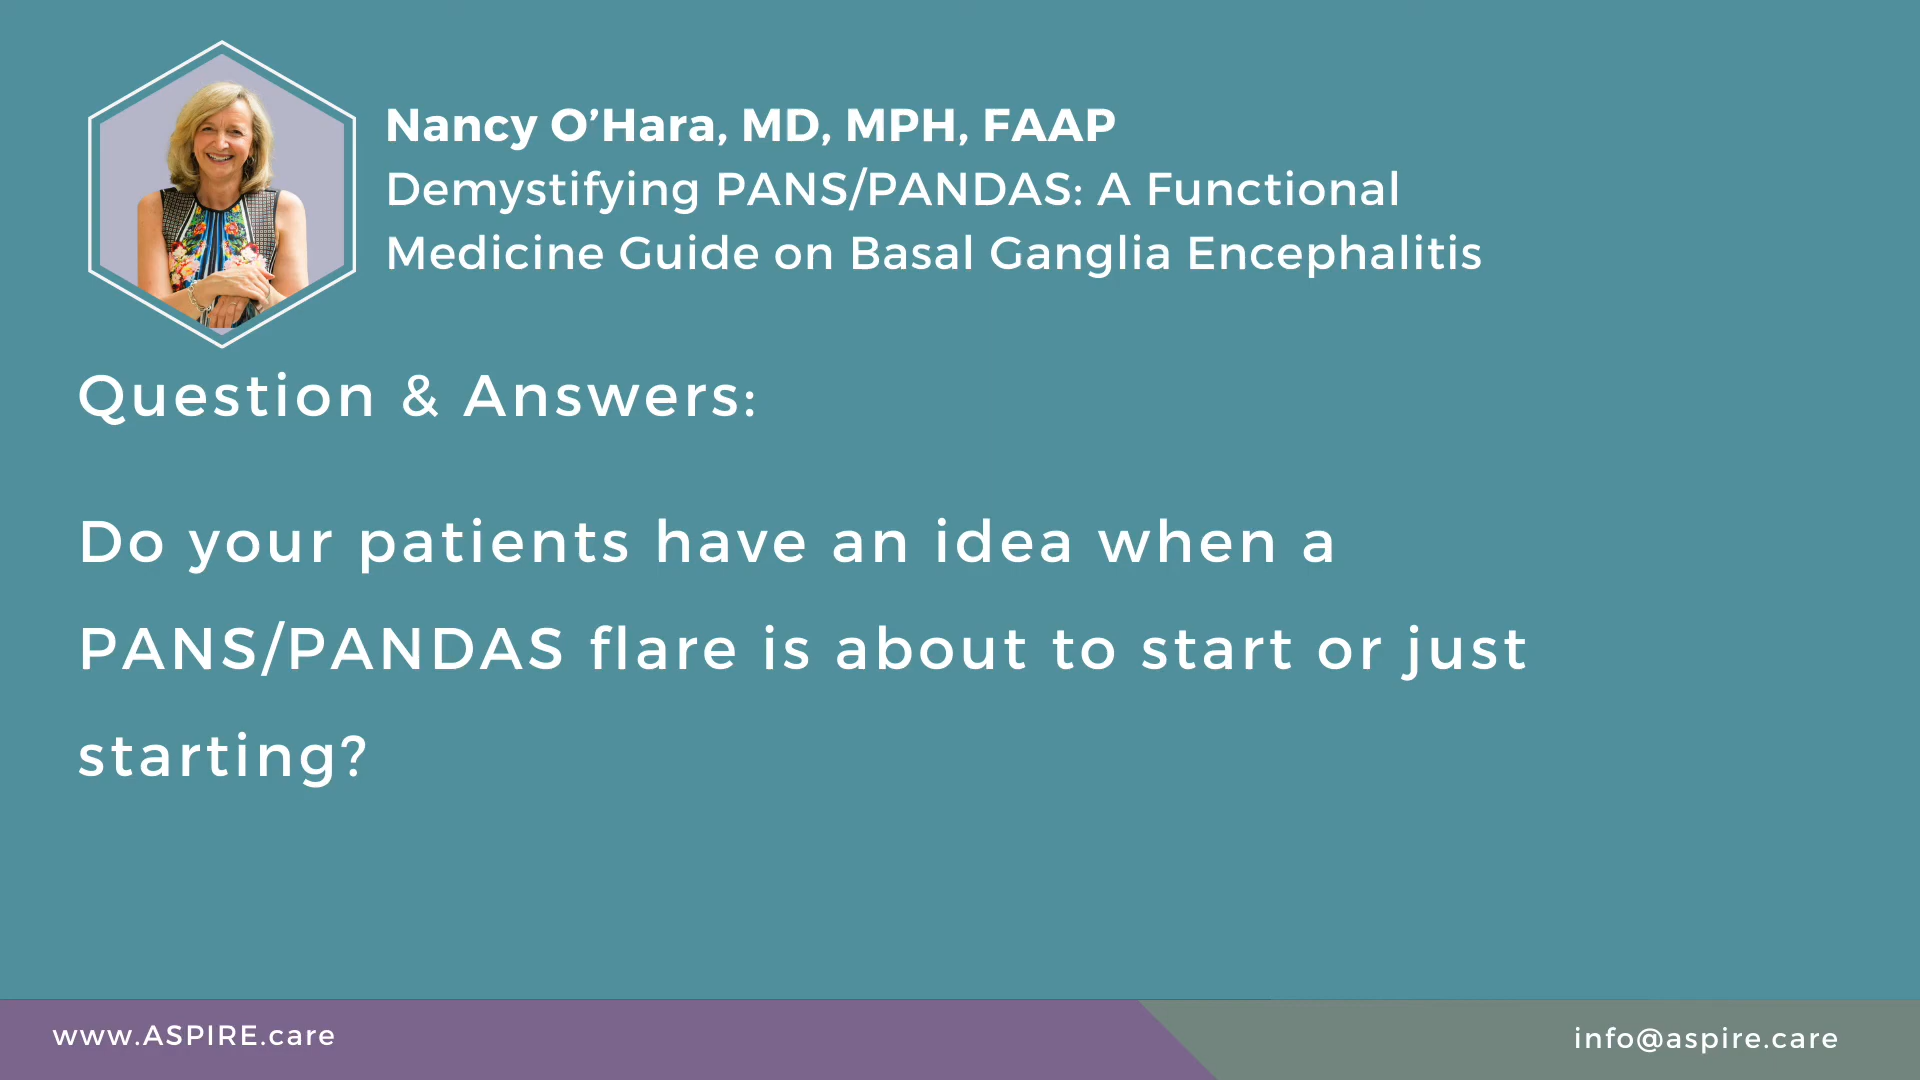 Nancy O’Hara, MD, MPH, FAAP
Demystifying PANS/PANDAS: A Functional
Medicine Guide on Basal Ganglia Encephalitis
Question & Answers:
Do your patients have an idea when a
PANS/PANDAS flare is about to start or just
starting?
www.ASPIRE.care
info@aspire.care